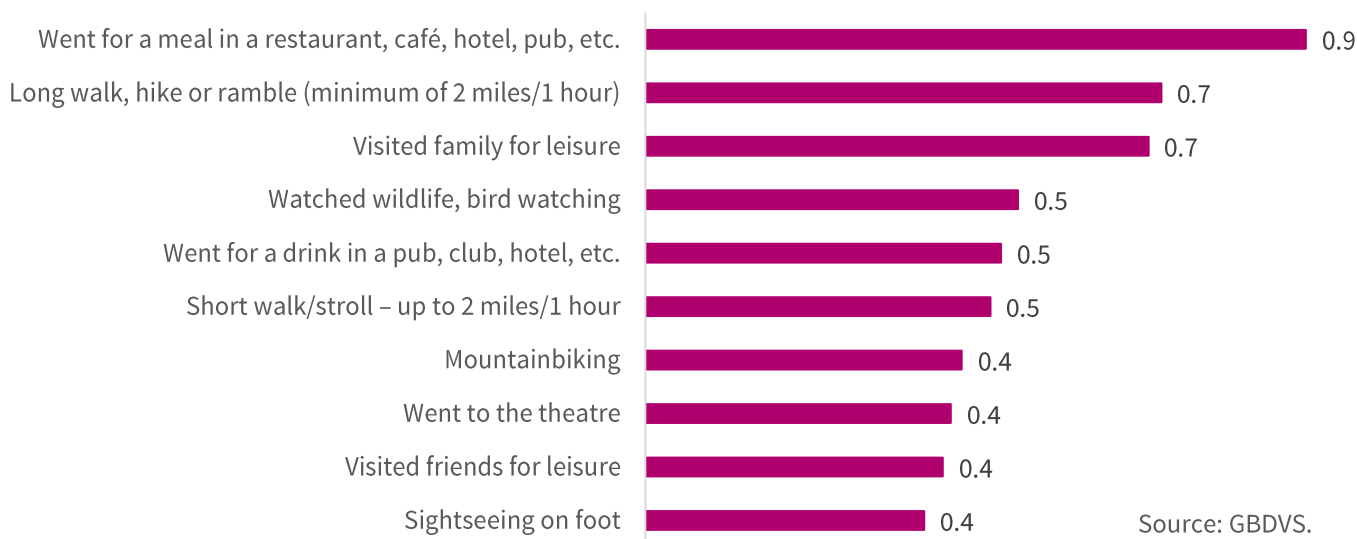 Went for a meal in a restaurant, café, hotel, pub, etc. 0.9
Long walk, hike or ramble (minimum of 2 miles/1 hour) 0.7
Visited family for leisure 0.7
Watched wildlife, bird watching 0.5
Went for a drink in a pub, club, hotel, etc. 0.5
Short walk/stroll – up to 2 miles/1 hour 0.5
Mountainbiking 0.4
Went to the theatre 0.4
Visited friends for leisure 0.4
Sightseeing on foot 0.4
Source: GBDVS.